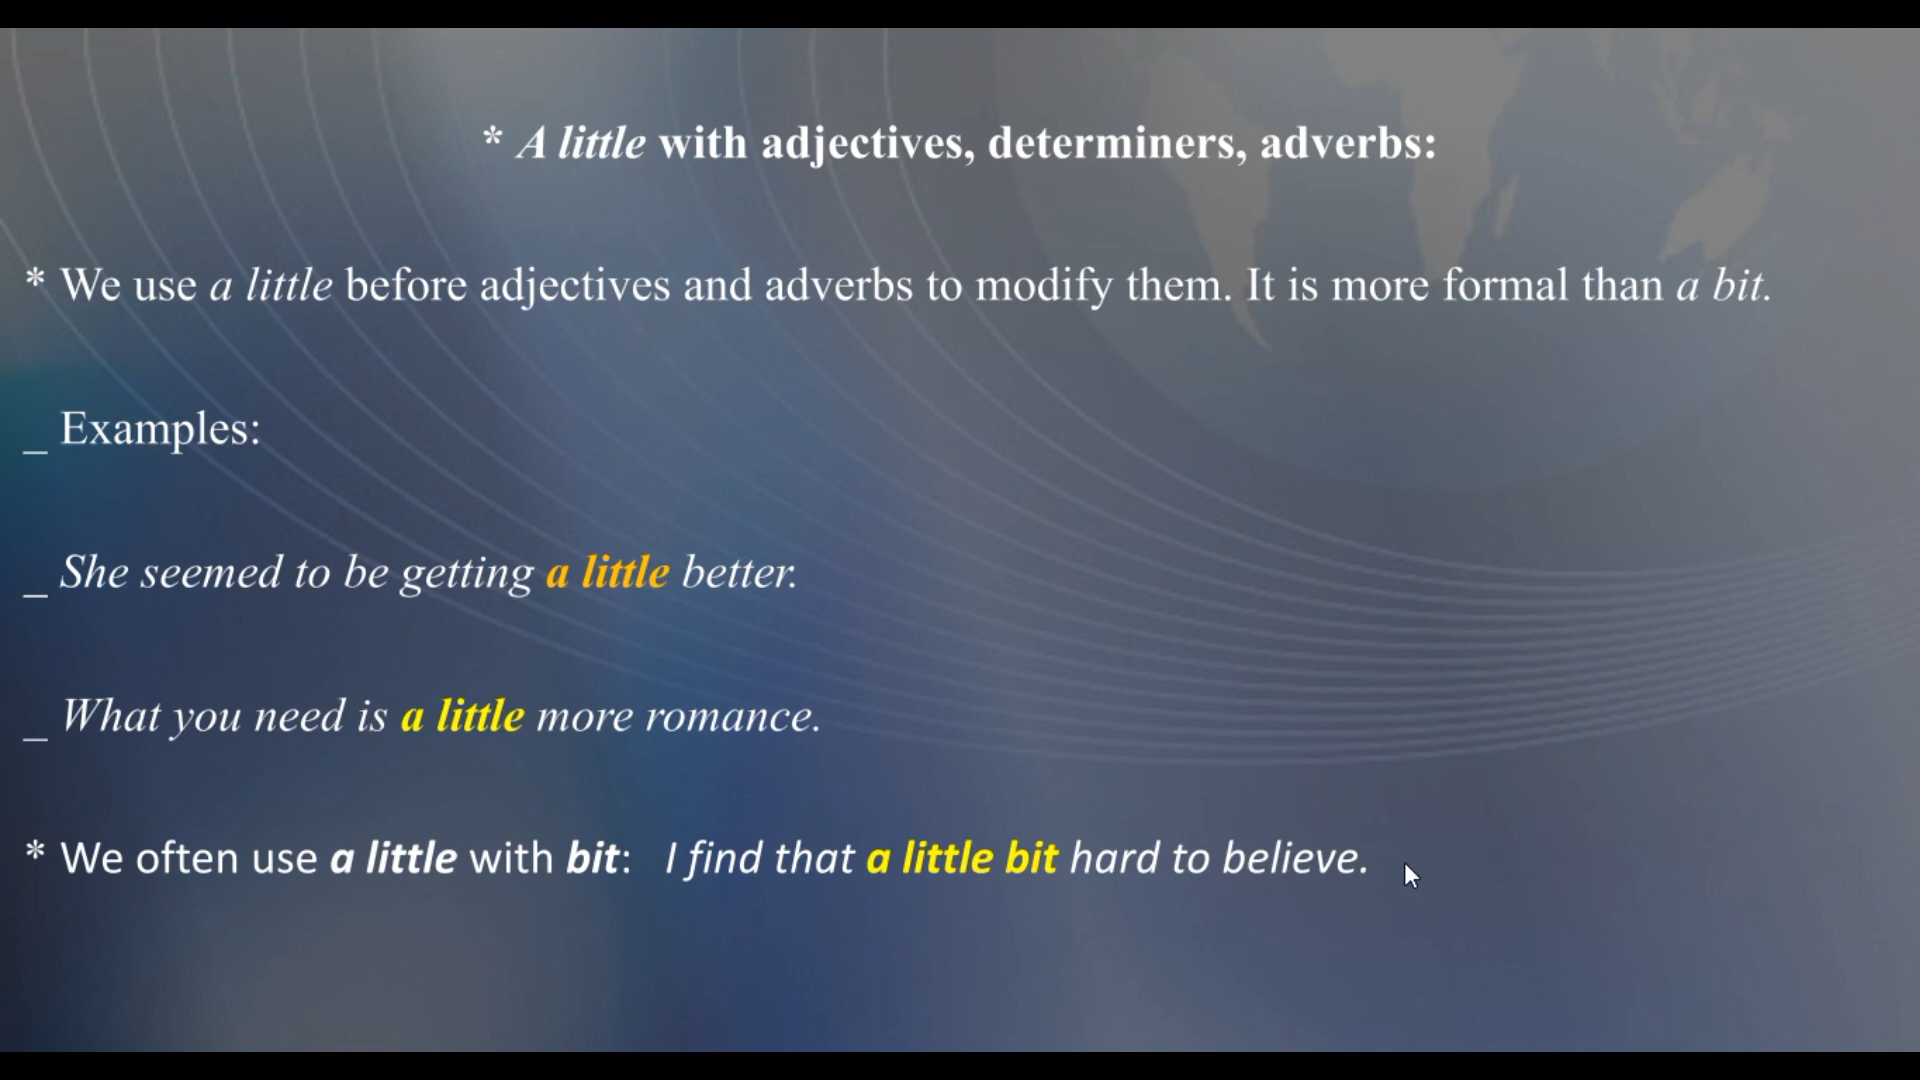 * A little with adjectives, determiners, adverbs:
* We use a little before adjectives and adverbs to modify them. It is more formal than a bit.
_ Examples:
_ She seemed to be getting a little better.
_ What you need is a little more romance.
* We often use a little with bit: I find that a little bit hard to believe.